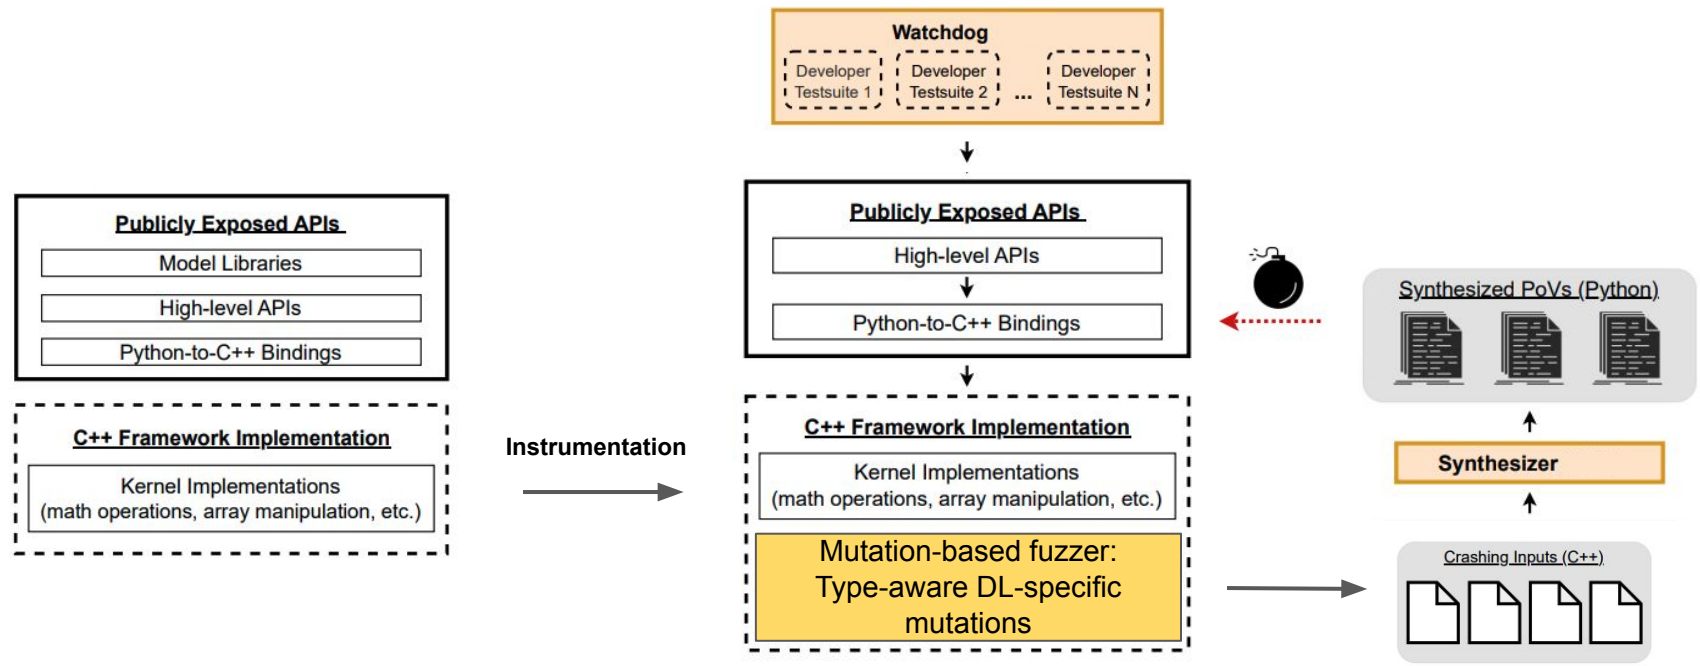 Watchdog
Developer
Testsuite 1
Developer
Testsuite 2
...
Developer
Testsuite N
Publicly Exposed APIs
Model Libraries
High-level APIs
Python-to-C++ Bindings
C++ Framework Implementation
Kernel Implementations
(math operations, array manipulation, etc.)
Instrumentation
Publicly Exposed APIs
High-level APIs
Python-to-C++ Bindings
C++ Framework Implementation
Kernel Implementations
(math operations, array manipulation, etc.)
Mutation-based fuzzer:
Type-aware DL-specific
mutations
Synthesized PoVs (Python)
Synthesizer
Crashing Inputs (C++)